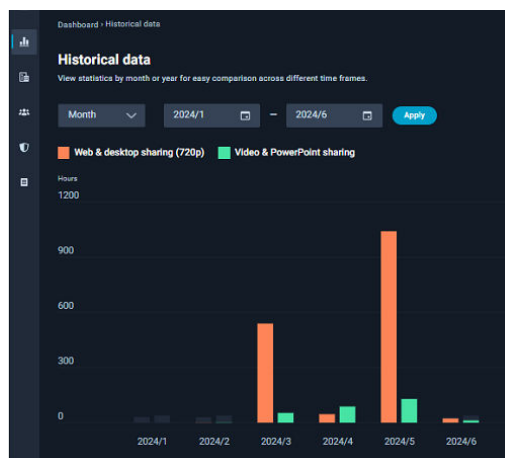 Dashboard › Historical data
Historical data
View statistics by month or year for easy comparison across different time frames.
Month 2024/1 – 2024/6 Apply
Web & desktop sharing (720p) Video & PowerPoint sharing
Hours
1200
900
600
300
0
2024/1 2024/2 2024/3 2024/4 2024/5 2024/6